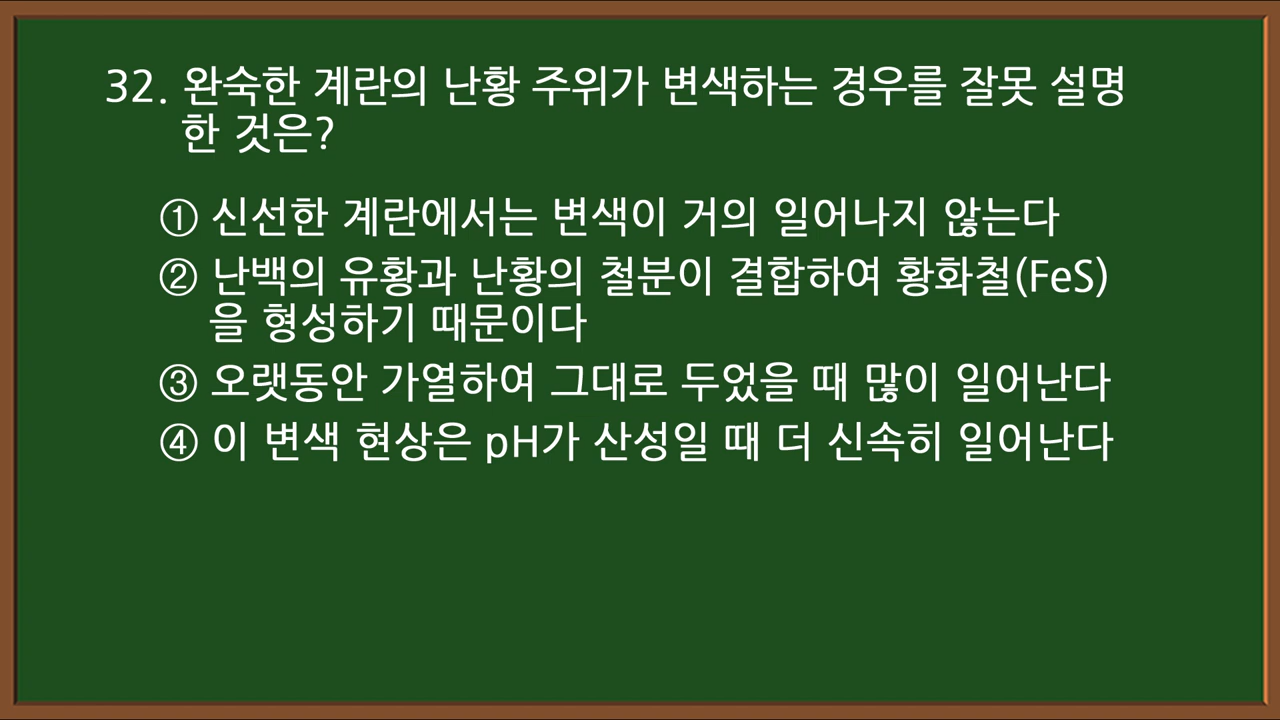 32. 완숙한 계란의 난황 주위가 변색하는 경우를 잘못 설명
한 것은?
① 신선한 계란에서는 변색이 거의 일어나지 않는다
② 난백의 유황과 난황의 철분이 결합하여 황화철(FeS)
을 형성하기 때문이다
③ 오랫동안 가열하여 그대로 두었을 때 많이 일어난다
④ 이 변색 현상은 pH가 산성일 때 더 신속히 일어난다